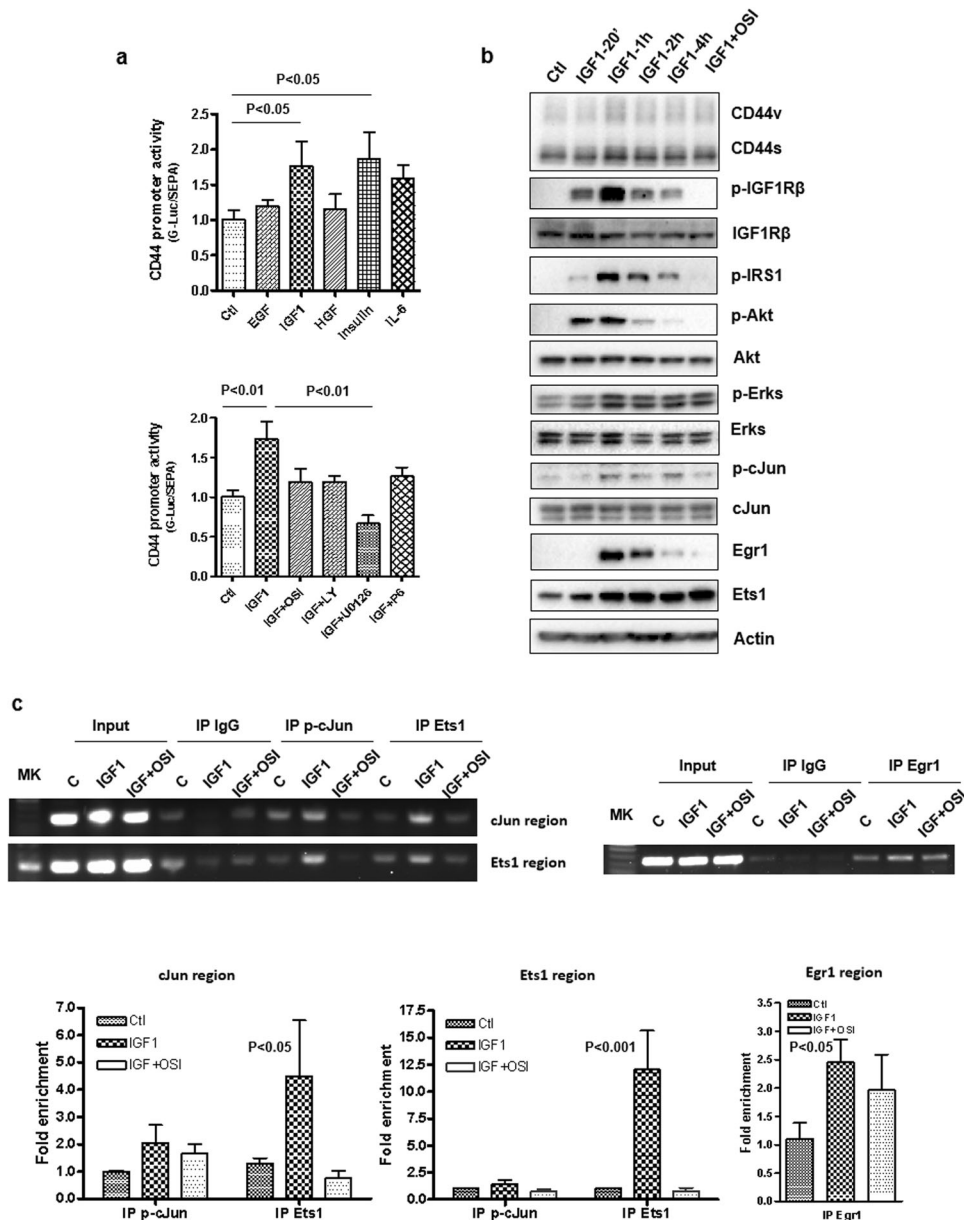 a
P<0.05
P<0.05
CD44 promoter activity
(G-Luc/SEPA)
2.5
2.0
1.5
1.0
0.5
0.0
Ctl
EGF
IGF1
HGF
Insulin
IL-6
P<0.01
P<0.01
CD44 promoter activity
(G-Luc/SEPA)
2.0
1.5
1.0
0.5
0.0
Ctl
IGF1
IGF+OSI
IGF+LY
IGF+U0126
IGF+P6
b
Ctl
IGF1-20'
IGF1-1h
IGF1-2h
IGF1-4h
IGF1+OSI
CD44v
CD44s
p-IGF1Rβ
IGF1Rβ
p-IRS1
p-Akt
Akt
p-Erks
Erks
p-cJun
cJun
Egr1
Ets1
Actin
c
Input IP IgG IP p-cJun IP Ets1
MK C IGF1 IGF+OSI C IGF1 IGF+OSI C IGF1 IGF+OSI C IGF1 IGF+OSI
cJun region
Ets1 region
Input IP IgG IP Egr1
MK C IGF1 IGF+OSI C IGF1 IGF+OSI C IGF1 IGF+OSI
cJun region
Fold enrichment
7.0
6.0
5.0
4.0
3.0
2.0
1.0
0.0
Ctl
IGF1
IGF+OSI
P<0.05
IP p-cJun IP Ets1
Ets1 region
Fold enrichment
17.5
15.0
12.5
10.0
7.5
5.0
2.5
0.0
Ctl
IGF1
IGF+OSI
P<0.001
IP p-cJun IP Ets1
Egr1 region
Fold enrichment
3.5
3.0
2.5
2.0
1.5
1.0
0.5
0.0
Ctl
IGF1
IGF+OSI
P<0.05
IP Egr1